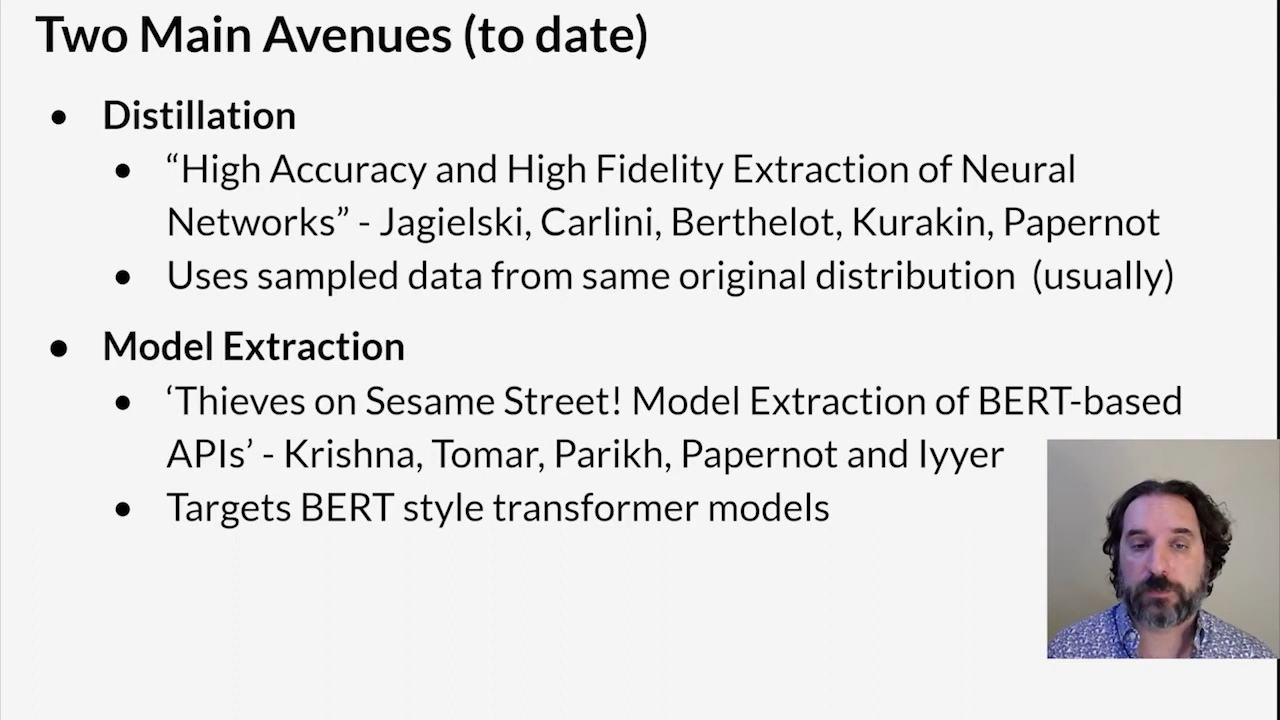 Two Main Avenues (to date)
• Distillation
• “High Accuracy and High Fidelity Extraction of Neural
Networks” - Jagielski, Carlini, Berthelot, Kurakin, Papernot
• Uses sampled data from same original distribution (usually)
• Model Extraction
• ‘Thieves on Sesame Street! Model Extraction of BERT-based
APIs’ - Krishna, Tomar, Parikh, Papernot and Iyyer
• Targets BERT style transformer models